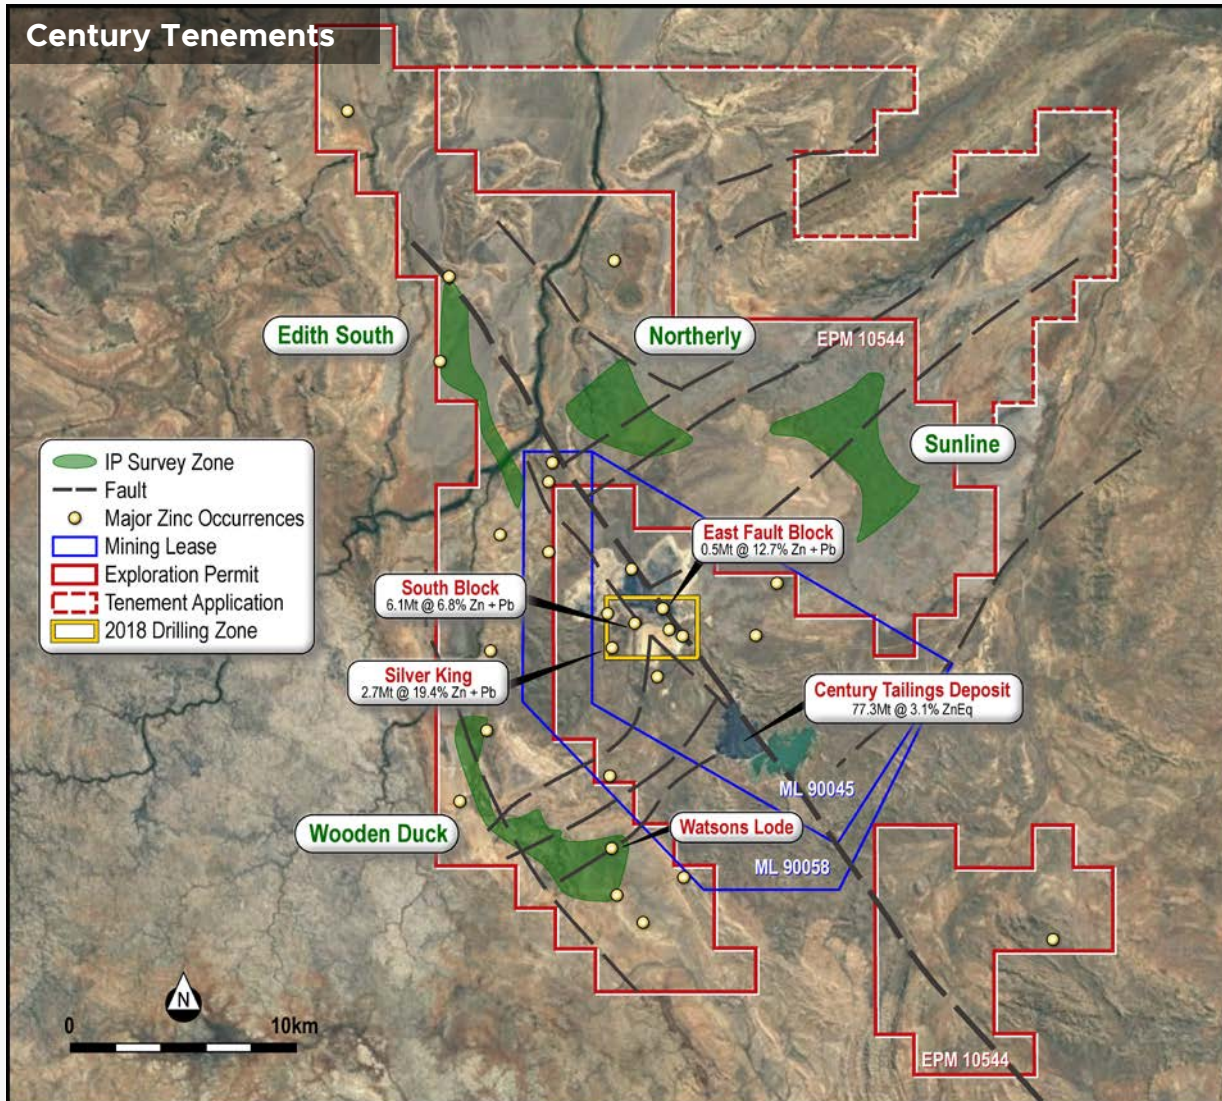 Century Tenements
Edith South
Northerly
EPM 10544
Sunline
IP Survey Zone
Fault
Major Zinc Occurrences
Mining Lease
Exploration Permit
Tenement Application
2018 Drilling Zone
East Fault Block
0.5Mt @ 12.7% Zn + Pb
South Block
6.1Mt @ 6.8% Zn + Pb
Silver King
2.7Mt @ 19.4% Zn + Pb
Century Tailings Deposit
77.3Mt @ 3.1% ZnEq
ML 90045
Wooden Duck
Watsons Lode
ML 90058
N
0
10km
EPM 10544